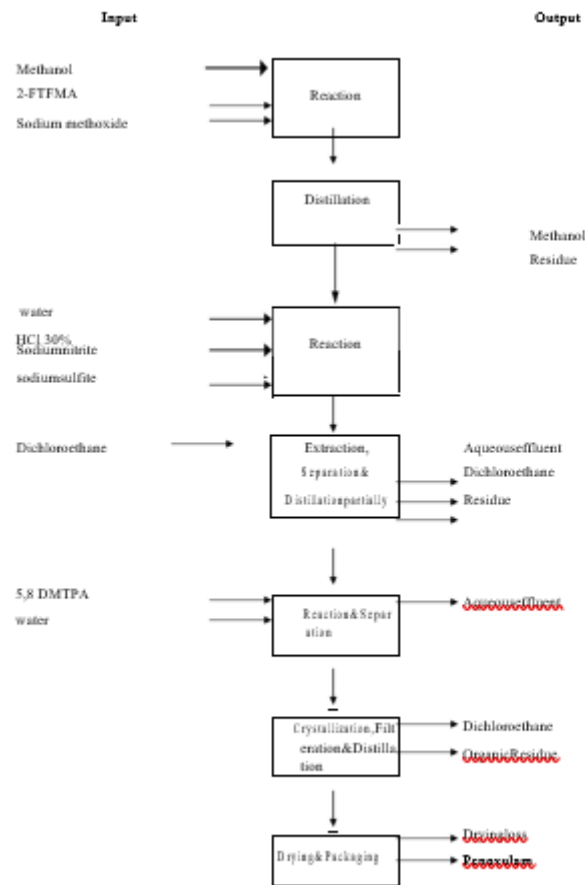 Input
Output
Methanol
2-FTFMA
Sodium methoxide
Reaction
Distillation
Methanol
Residue
water
HCl 30%
Sodiumnitrite
sodiumsulfite
Reaction
Dichloroethane
Extraction,
Separation&
Distillationpartially
Aqueouseffluent
Dichloroethane
Residue
5,8 DMTPA
water
Reaction&Separ
ation
Aqueouseffluent
Crystallization,Filt
eration&Distilla
tion
Dichloroethane
OrganicResidue
Drying&Packaging
Dryingloss
Penoxulam